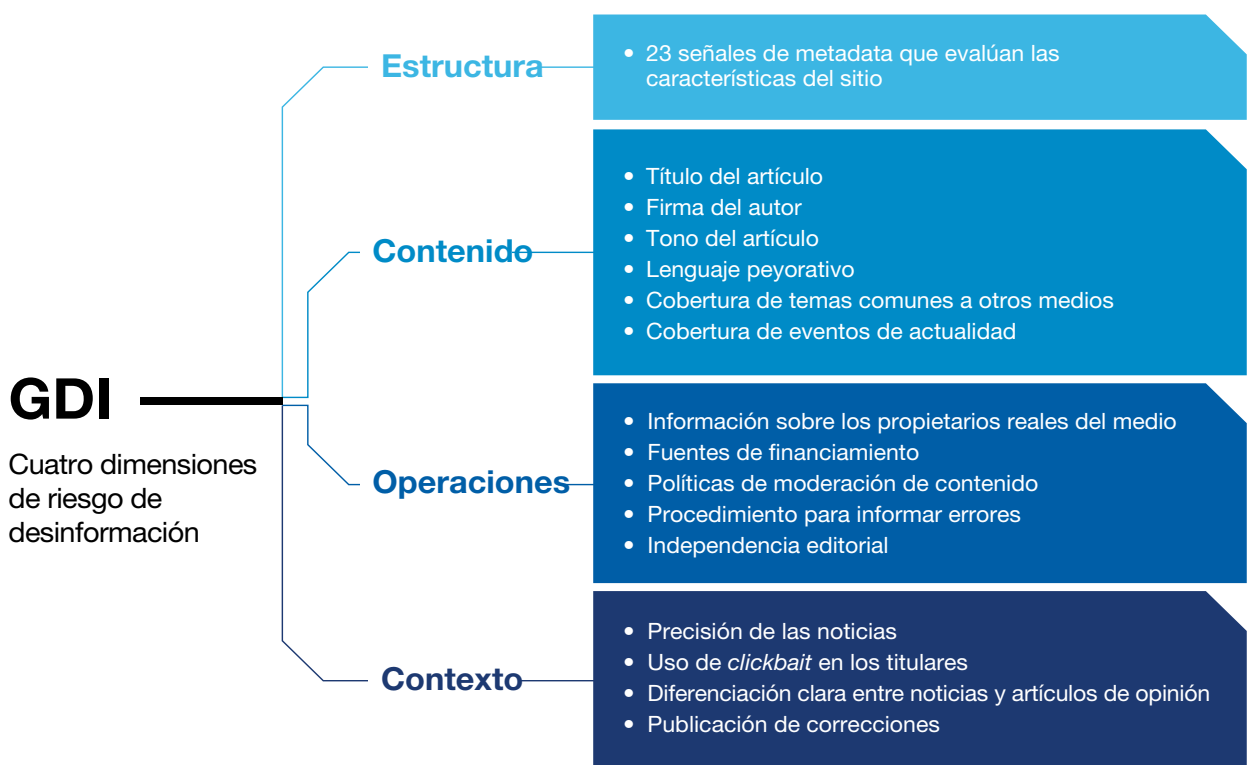 GDI
Cuatro dimensiones
de riesgo de
desinformación
Estructura
• 23 señales de metadata que evalúan las
características del sitio
Contenido
• Título del artículo
• Firma del autor
• Tono del artículo
• Lenguaje peyorativo
• Cobertura de temas comunes a otros medios
• Cobertura de eventos de actualidad
Operaciones
• Información sobre los propietarios reales del medio
• Fuentes de financiamiento
• Políticas de moderación de contenido
• Procedimiento para informar errores
• Independencia editorial
Contexto
• Precisión de las noticias
• Uso de clickbait en los titulares
• Diferenciación clara entre noticias y artículos de opinión
• Publicación de correcciones